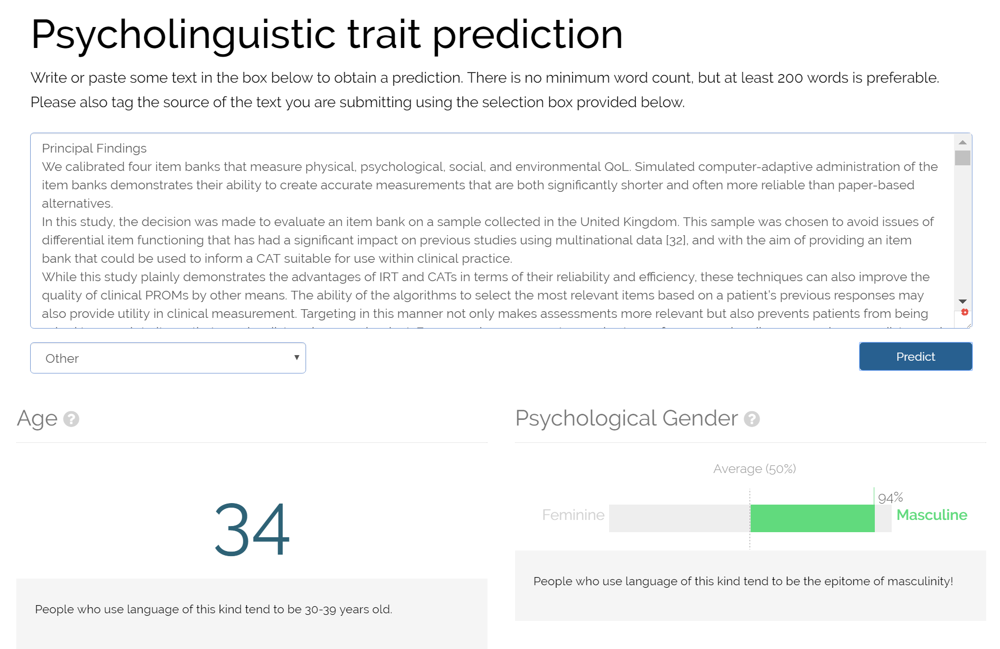 Psycholinguistic trait prediction
Write or paste some text in the box below to obtain a prediction. There is no minimum word count, but at least 200 words is preferable.
Please also tag the source of the text you are submitting using the selection box provided below.
Principal Findings
We calibrated four item banks that measure physical, psychological, social, and environmental QoL. Simulated computer-adaptive administration of the
item banks demonstrates their ability to create accurate measurements that are both significantly shorter and often more reliable than paper-based
alternatives.
In this study, the decision was made to evaluate an item bank on a sample collected in the United Kingdom. This sample was chosen to avoid issues of
differential item functioning that has had a significant impact on previous studies using multinational data [32], and with the aim of providing an item
bank that could be used to inform a CAT suitable for use within clinical practice.
While this study plainly demonstrates the advantages of IRT and CATs in terms of their reliability and efficiency, these techniques can also improve the
quality of clinical PROMs by other means. The ability of the algorithms to select the most relevant items based on a patient's previous responses may
also provide utility in clinical measurement. Targeting in this manner not only makes assessments more relevant but also prevents patients from being
Other
Predict
Age ?
34
People who use language of this kind tend to be 30-39 years old.
Psychological Gender ?
Average (50%)
94%
Feminine
Masculine
People who use language of this kind tend to be the epitome of masculinity!